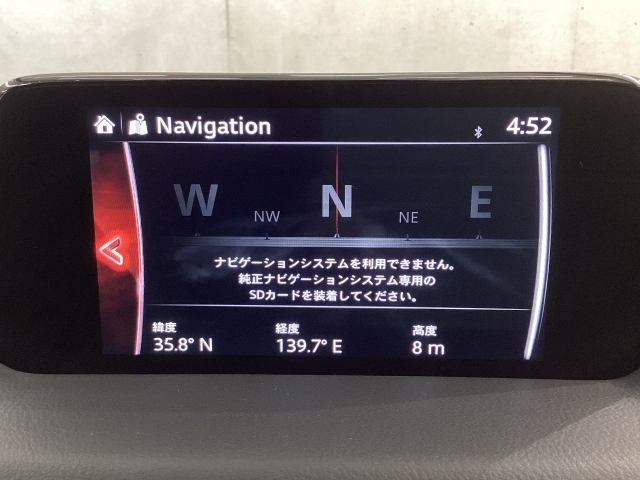 Navigation
4:52
W NW N NE E
ナビゲーションシステムを利用できません。
純正ナビゲーションシステム専用の
SDカードを装着してください。
緯度 経度 高度
35.8° N 139.7° E 8 m